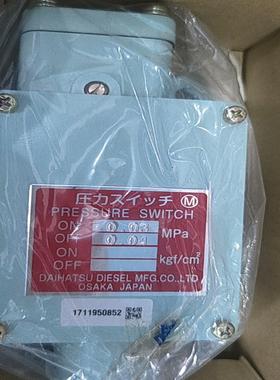 圧力スイッチ Ⓜ
PRESSURE SWITCH
ON 0.03 MPa
OFF 0.04
ON kgf/cm²
OFF
DAIHATSU DIESEL MFG.CO.,LTD.
OSAKA JAPAN
1711950852